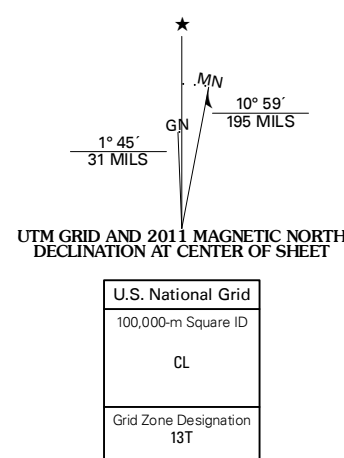 ★
MN
GN
10° 59´
195 MILS
1° 45´
31 MILS
UTM GRID AND 2011 MAGNETIC NORTH
DECLINATION AT CENTER OF SHEET
U.S. National Grid
100,000-m Square ID
CL
Grid Zone Designation
13T